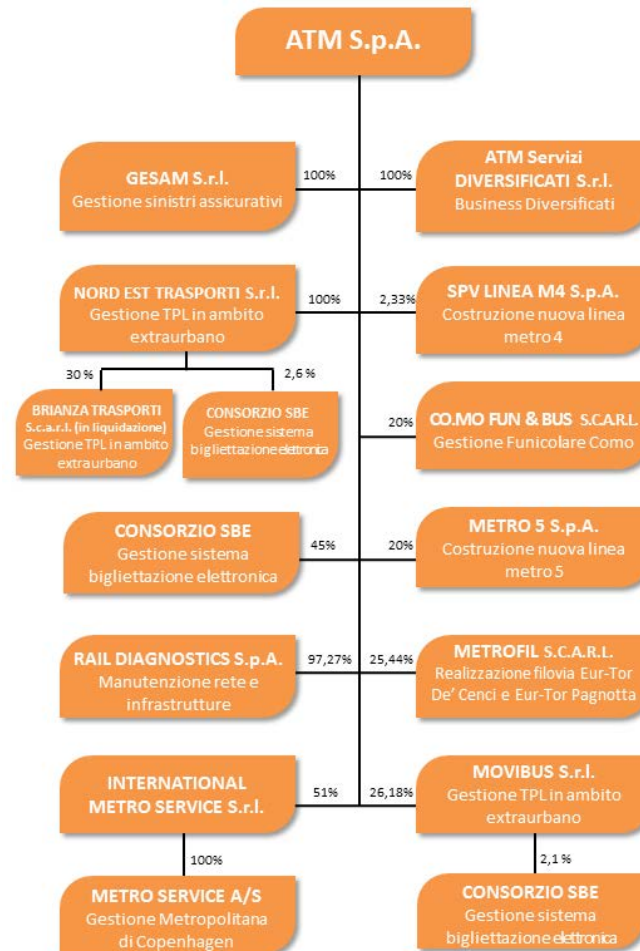 ATM S.p.A.
GESAM S.r.l.
Gestione sinistri assicurativi
100%
100%
ATM Servizi
DIVERSIFICATI S.r.l.
Business Diversificati
NORD EST TRASPORTI S.r.l.
Gestione TPL in ambito
extraurbano
100%
2,33%
SPV LINEA M4 S.p.A.
Costruzione nuova linea
metro 4
30 %
2,6 %
BRIANZA TRASPORTI
S.c.a.r.l. (in liquidazione)
Gestione TPL in ambito
extraurbano
CONSORZIO SBE
Gestione sistema
bigliettazione elettronica
20%
CO.MO FUN & BUS S.C.A.R.L.
Gestione Funicolare Como
CONSORZIO SBE
Gestione sistema
bigliettazione elettronica
45%
20%
METRO 5 S.p.A.
Costruzione nuova linea
metro 5
RAIL DIAGNOSTICS S.p.A.
Manutenzione rete e
infrastrutture
97,27%
25,44%
METROFIL S.C.A.R.L.
Realizzazione filovia Eur-Tor
De' Cenci e Eur-Tor Pagnotta
INTERNATIONAL
METRO SERVICE S.r.l.
51%
26,18%
MOVIBUS S.r.l.
Gestione TPL in ambito
extraurbano
100%
2,1 %
METRO SERVICE A/S
Gestione Metropolitana
di Copenhagen
CONSORZIO SBE
Gestione sistema
bigliettazione elettronica